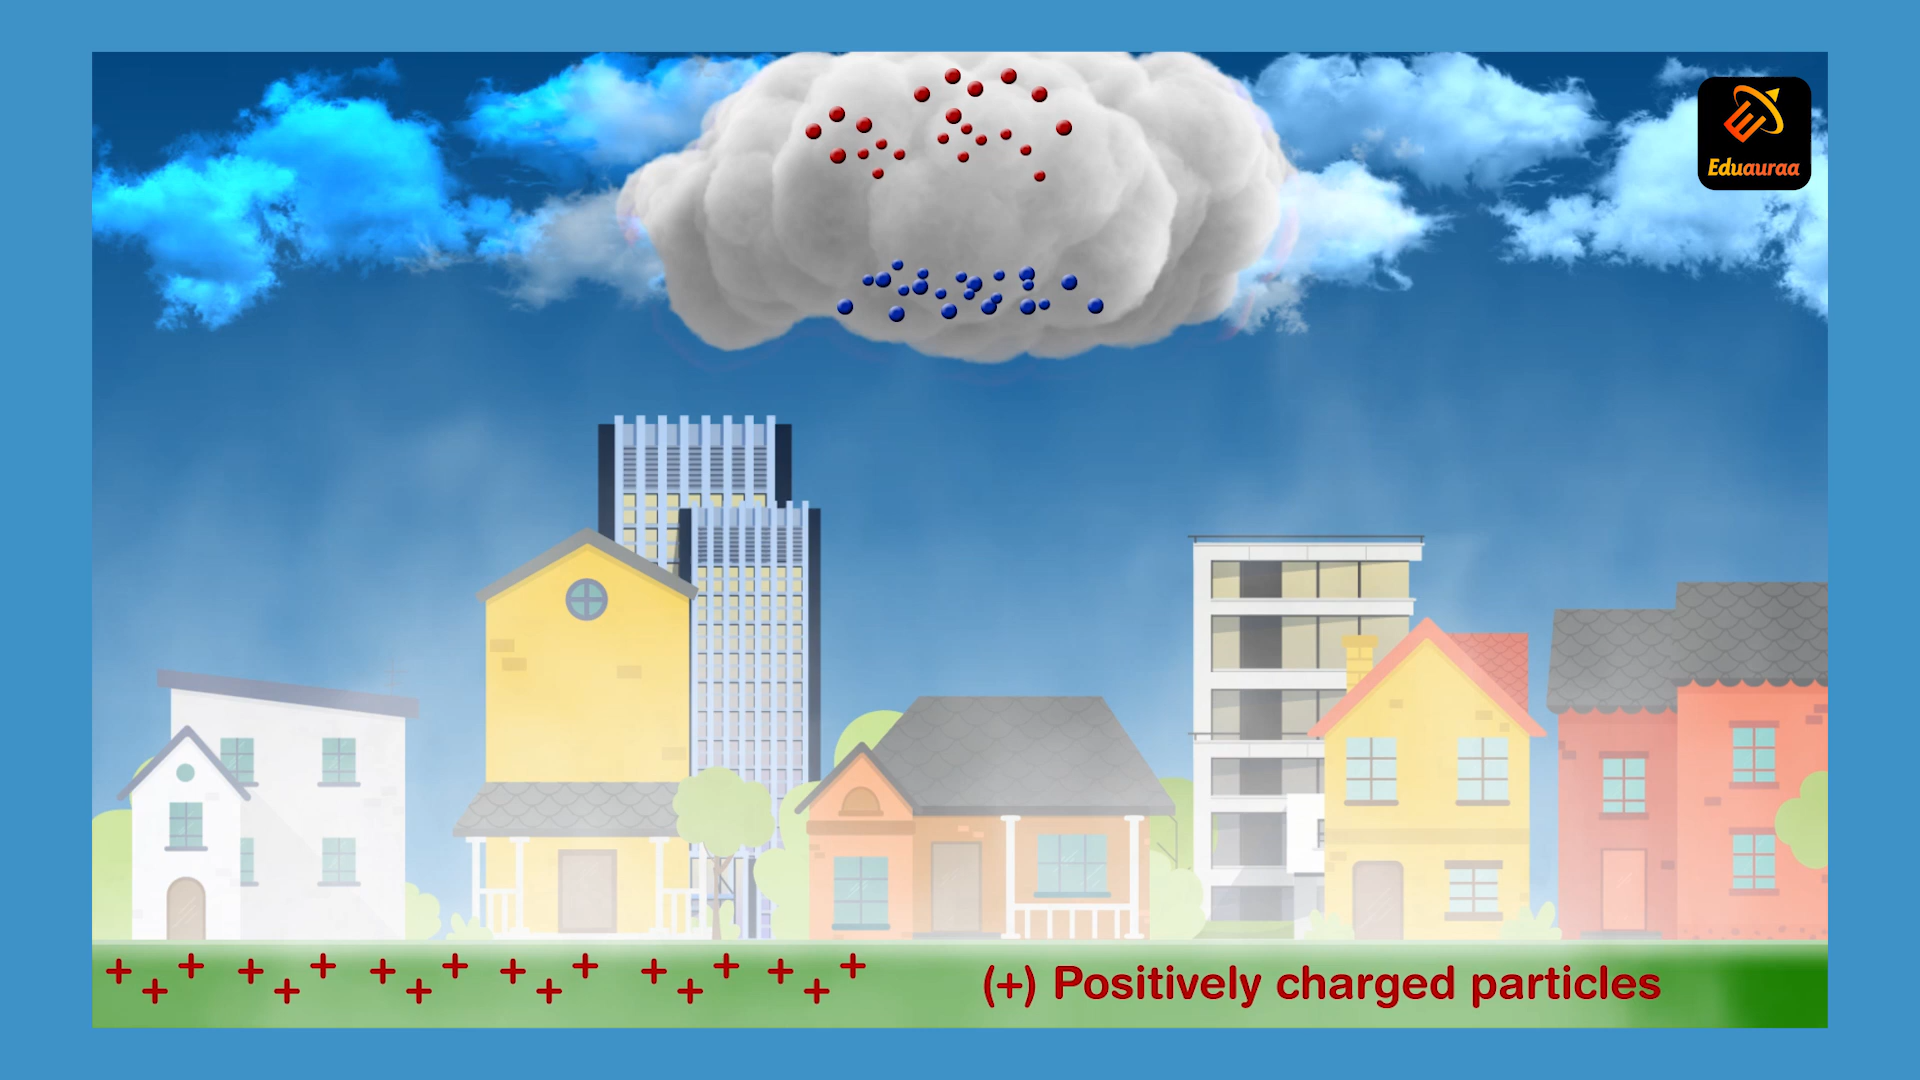 Eduauraa
+ + + + + + + + + + + + + + + + + +
(+) Positively charged particles